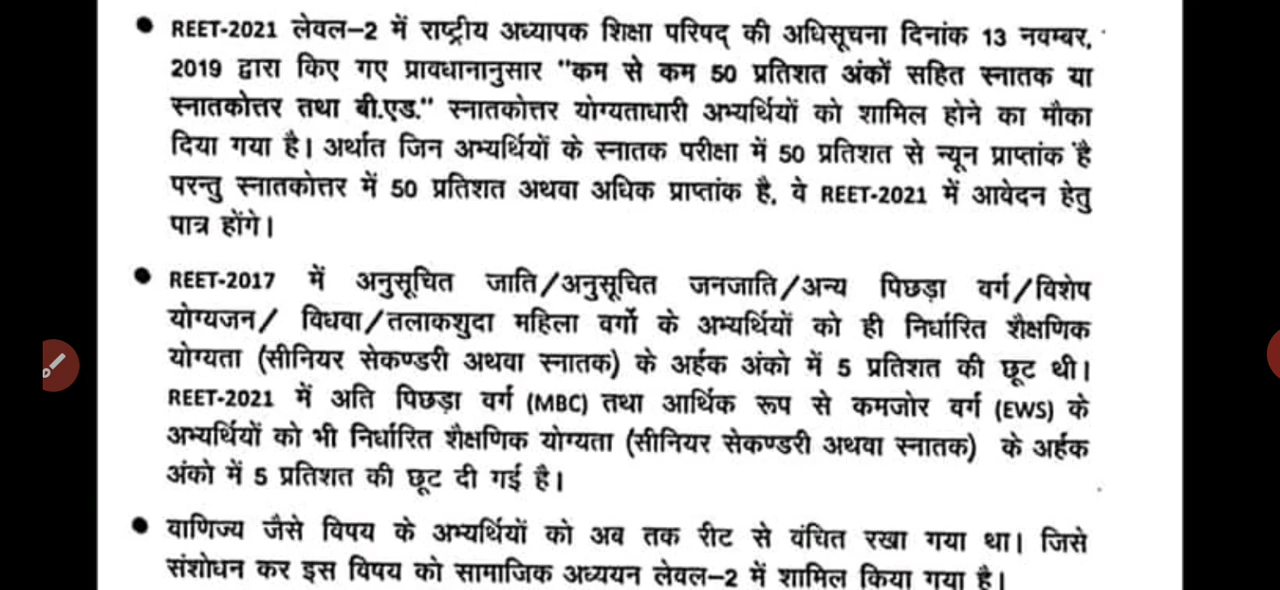 ● REET-2021 लेवल-2 में राष्ट्रीय अध्यापक शिक्षा परिषद् की अधिसूचना दिनांक 13 नवम्बर,
2019 द्वारा किए गए प्रावधानानुसार "कम से कम 50 प्रतिशत अंकों सहित स्नातक या
स्नातकोत्तर तथा बी.एड." स्नातकोत्तर योग्यताधारी अभ्यर्थियों को शामिल होने का मौका
दिया गया है। अर्थात जिन अभ्यर्थियों के स्नातक परीक्षा में 50 प्रतिशत से न्यून प्राप्तांक है
परन्तु स्नातकोत्तर में 50 प्रतिशत अथवा अधिक प्राप्तांक है, वे REET-2021 में आवेदन हेतु
पात्र होंगे।
● REET-2017 में अनुसूचित जाति/अनुसूचित जनजाति/अन्य पिछड़ा वर्ग/विशेष
योग्यजन/ विधवा/तलाकशुदा महिला वर्गो के अभ्यर्थियों को ही निर्धारित शैक्षणिक
योग्यता (सीनियर सेकण्डरी अथवा स्नातक) के अर्हक अंको में 5 प्रतिशत की छूट थी।
REET-2021 में अति पिछड़ा वर्ग (MBC) तथा आर्थिक रूप से कमजोर वर्ग (EWS) के
अभ्यर्थियों को भी निर्धारित शैक्षणिक योग्यता (सीनियर सेकण्डरी अथवा स्नातक) के अर्हक
अंको में 5 प्रतिशत की छूट दी गई है।
● वाणिज्य जैसे विषय के अभ्यर्थियों को अब तक रीट से वंचित रखा गया था। जिसे
संशोधन कर इस विषय को सामाजिक अध्ययन लेवल-2 में शामिल किया गया है।